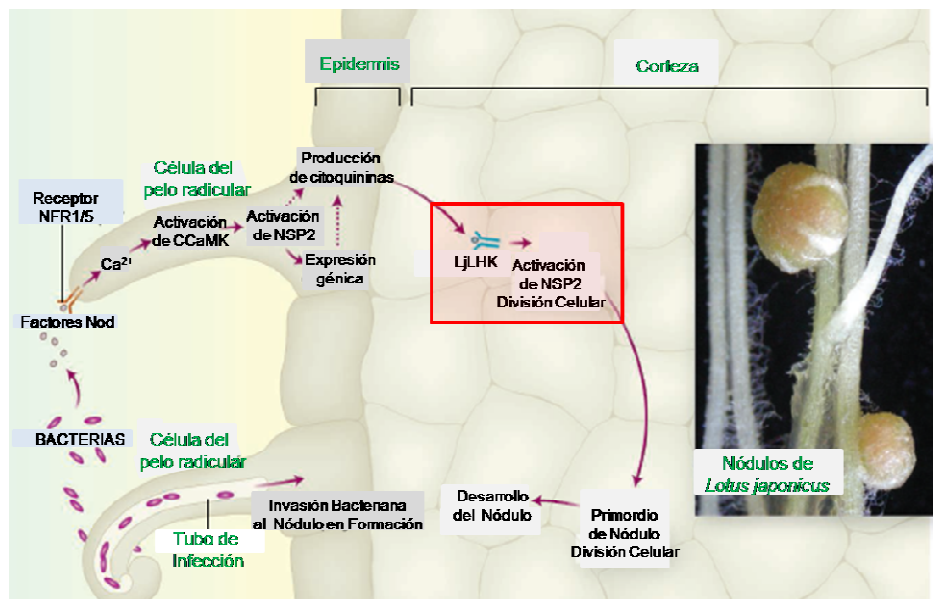 Epidermis
Corteza
Célula del
pelo radicular
Producción
de citoquininas
Receptor
NFR1/5
Activación
de CCaMK
Activación
de NSP2
Ca²⁺
Expresión
génica
LjLHK
Activación
de NSP2
División Celular
Factores Nod
BACTERIAS
Célula del
pelo radicular
Invasión Bacteriana
al Nódulo en Formación
Tubo de
Infección
Desarrollo
del Nódulo
Primordio
de Nódulo
División Celular
Nódulos de
Lotus japonicus